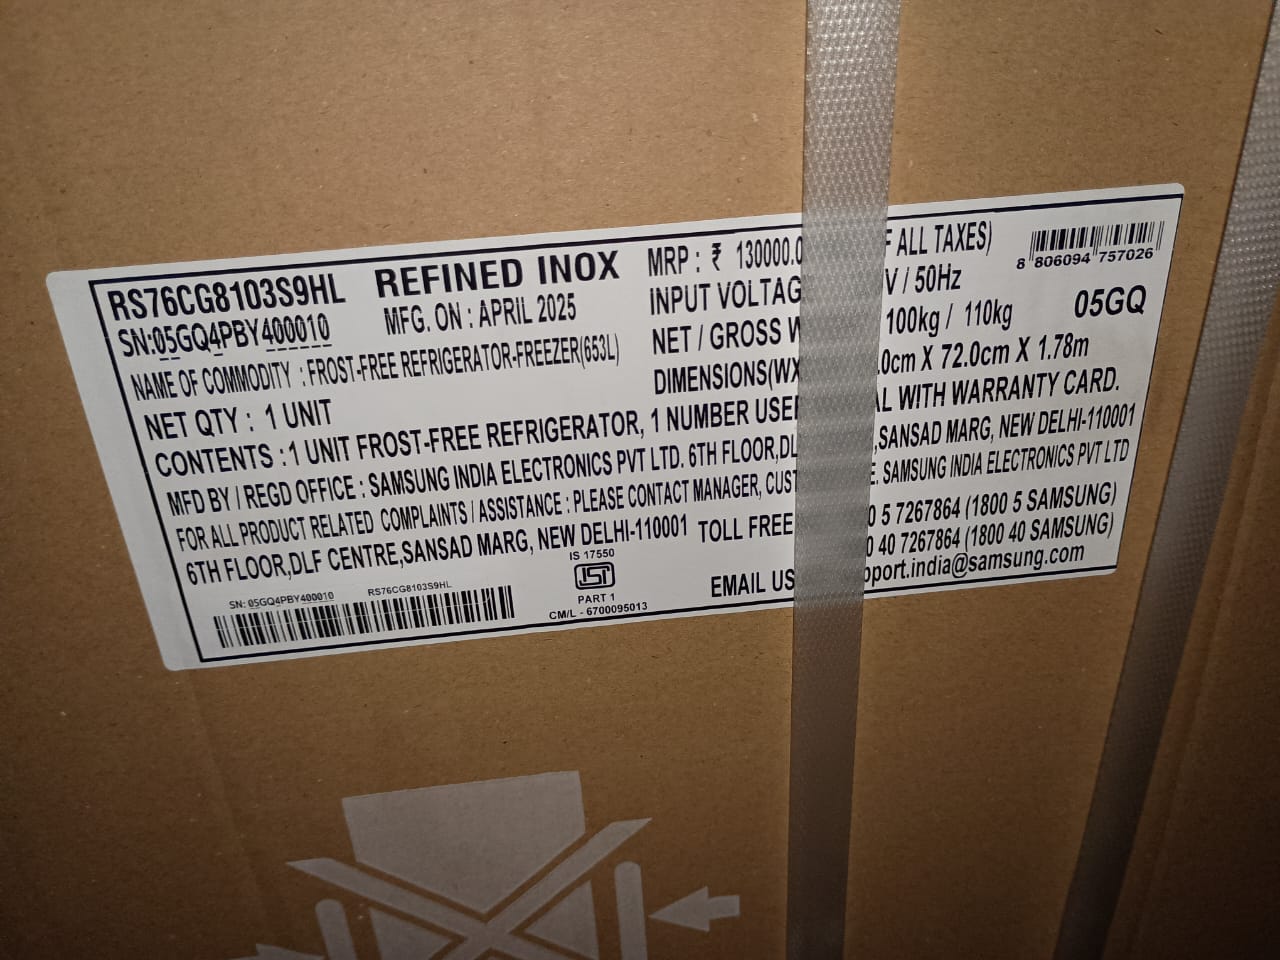 RS76CG8103S9HL REFINED INOX MRP : ₹ 130000.0 ALL TAXES)
SN:05GQ4PBY400010 MFG. ON : APRIL 2025 INPUT VOLTAG V / 50Hz
8 806094 757026
NAME OF COMMODITY : FROST-FREE REFRIGERATOR-FREEZER(653L) NET / GROSS 100kg / 110kg 05GQ
NET QTY : 1 UNIT DIMENSIONS(WX .0cm X 72.0cm X 1.78m
CONTENTS : 1 UNIT FROST-FREE REFRIGERATOR, 1 NUMBER USE AL WITH WARRANTY CARD.
MFD BY / REGD OFFICE : SAMSUNG INDIA ELECTRONICS PVT LTD. 6TH FLOOR,DL ,SANSAD MARG, NEW DELHI-110001
FOR ALL PRODUCT RELATED COMPLAINTS / ASSISTANCE : PLEASE CONTACT MANAGER, CUST E. SAMSUNG INDIA ELECTRONICS PVT LTD
6TH FLOOR,DLF CENTRE,SANSAD MARG, NEW DELHI-110001 TOLL FREE 0 5 7267864 (1800 5 SAMSUNG)
0 40 7267864 (1800 40 SAMSUNG)
EMAIL US pport.india@samsung.com
IS 17550
ISI
PART 1
CM/L - 6700095013
SN: 05GQ4PBY400010 RS76CG8103S9HL